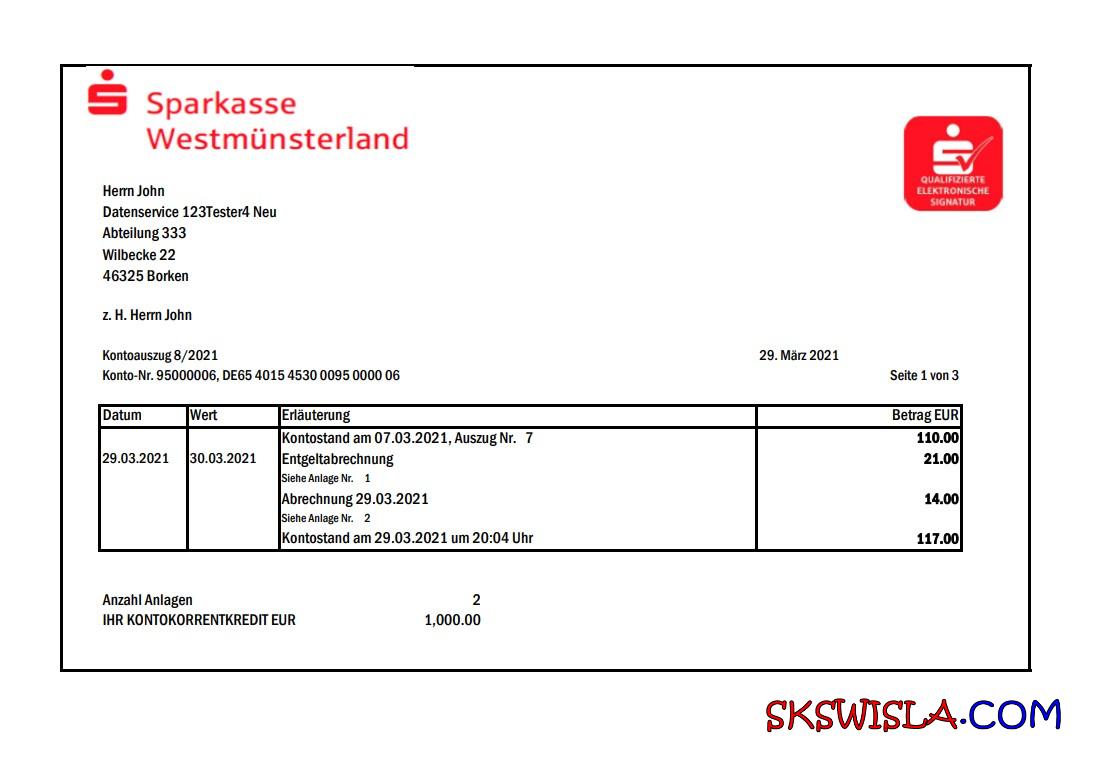 Sparkasse
Westmünsterland
QUALIFIZIERTE
ELEKTRONISCHE
SIGNATUR
Herrn John
Datenservice 123Tester4 Neu
Abteilung 333
Wilbecke 22
46325 Borken
z. H. Herrn John
Kontoauszug 8/2021 29. März 2021
Konto-Nr. 95000006, DE65 4015 4530 0095 0000 06 Seite 1 von 3
Datum Wert Erläuterung Betrag EUR
Kontostand am 07.03.2021, Auszug Nr. 7 110.00
29.03.2021 30.03.2021 Entgeltabrechnung 21.00
Siehe Anlage Nr. 1
Abrechnung 29.03.2021 14.00
Siehe Anlage Nr. 2
Kontostand am 29.03.2021 um 20:04 Uhr 117.00
Anzahl Anlagen 2
IHR KONTOKORRENTKREDIT EUR 1,000.00
SKSWISLA.COM